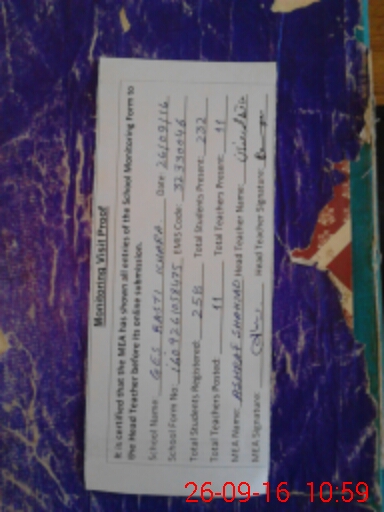 Monitoring Visit Proof
It is certified that the MEA has shown all entries of the School Monitoring Form to
the Head Teacher before its online submission.
School Name GES BASTI KHARA Date: 26/09/16
School Form No: 1609261058475 EMIS Code: 32330046
Total Students Registered: 258 Total Students Present: 232
Total Teachers Posted: 11 Total Teachers Present: 11
MEA Name: ASHRAF SHAHZAD Head Teacher Name:
MEA Signature: Head Teacher Signature:
26-09-16 10:59